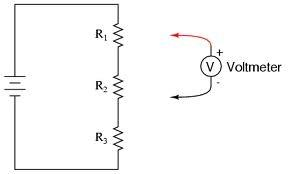 R1
+
V Voltmeter
R2
-
R3